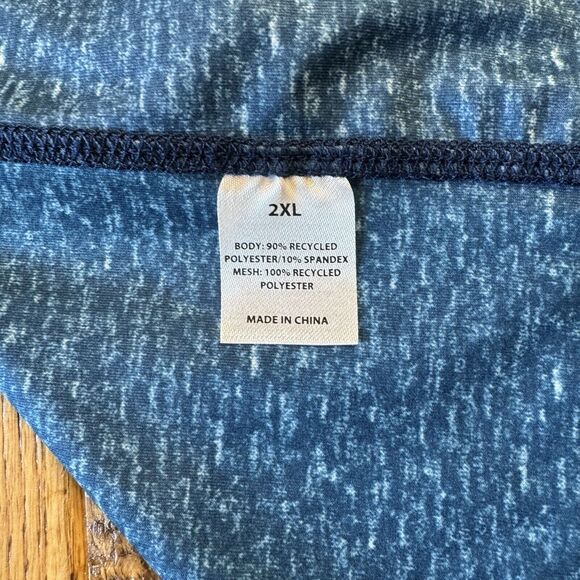 2XL
BODY: 90% RECYCLED
POLYESTER/10% SPANDEX
MESH: 100% RECYCLED
POLYESTER
MADE IN CHINA